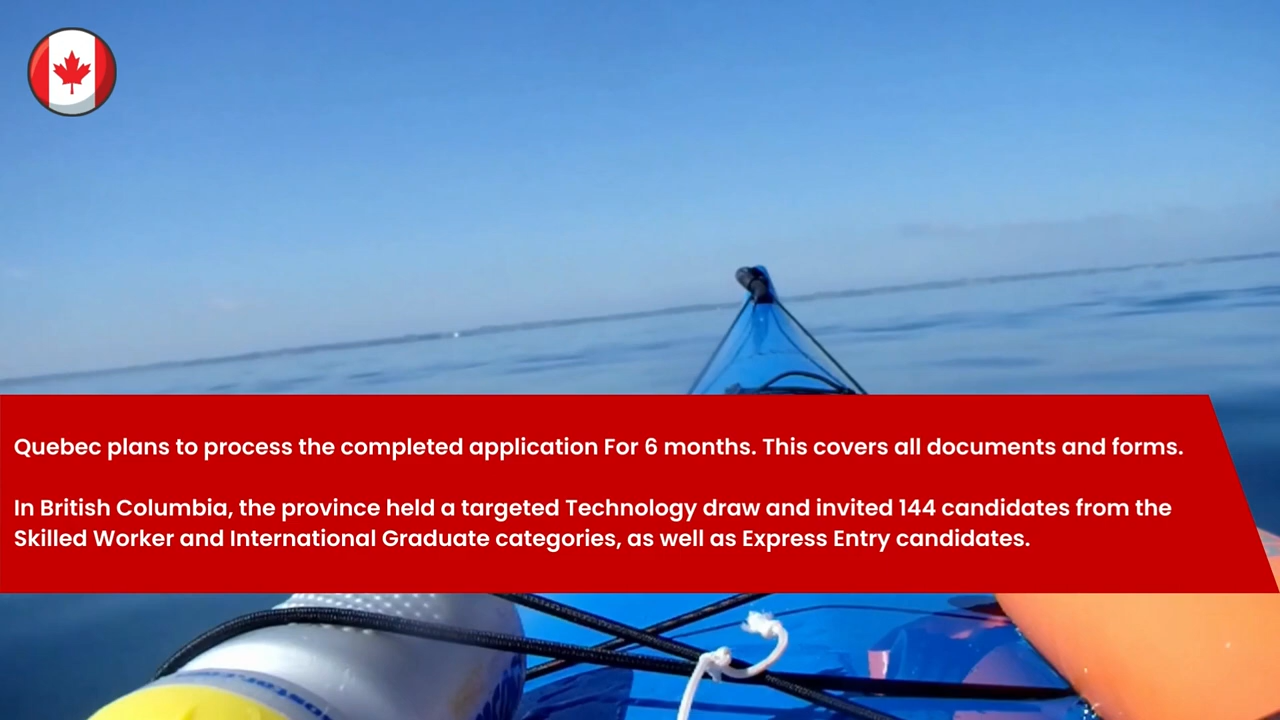 Quebec plans to process the completed application For 6 months. This covers all documents and forms.
In British Columbia, the province held a targeted Technology draw and invited 144 candidates from the
Skilled Worker and International Graduate categories, as well as Express Entry candidates.